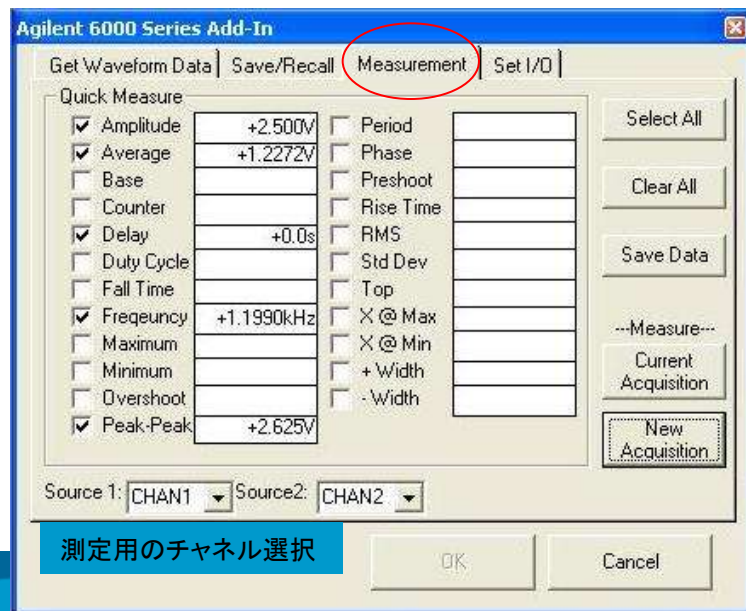 Agilent 6000 Series Add-In
Get Waveform Data Save/Recall Measurement Set I/O
Quick Measure
Amplitude +2.500V Period
Average +1.2272V Phase
Base Preshoot
Counter Rise Time
Delay +0.0s RMS
Duty Cycle Std Dev
Fall Time Top
Freqeuncy +1.1990kHz X @ Max
Maximum X @ Min
Minimum + Width
Overshoot - Width
Peak-Peak +2.625V
Select All
Clear All
Save Data
---Measure---
Current
Acquisition
New
Acquisition
Source 1: CHAN1 Source2: CHAN2
測定用のチャネル選択
OK Cancel